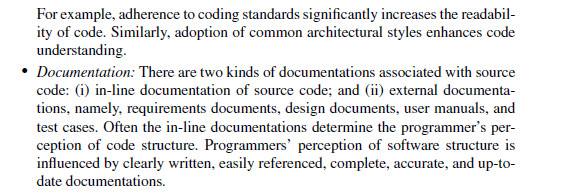 For example, adherence to coding standards significantly increases the readabil-
ity of code. Similarly, adoption of common architectural styles enhances code
understanding.
• Documentation: There are two kinds of documentations associated with source
code: (i) in-line documentation of source code; and (ii) external documenta-
tions, namely, requirements documents, design documents, user manuals, and
test cases. Often the in-line documentations determine the programmer's per-
ception of code structure. Programmers' perception of software structure is
influenced by clearly written, easily referenced, complete, accurate, and up-to-
date documentations.